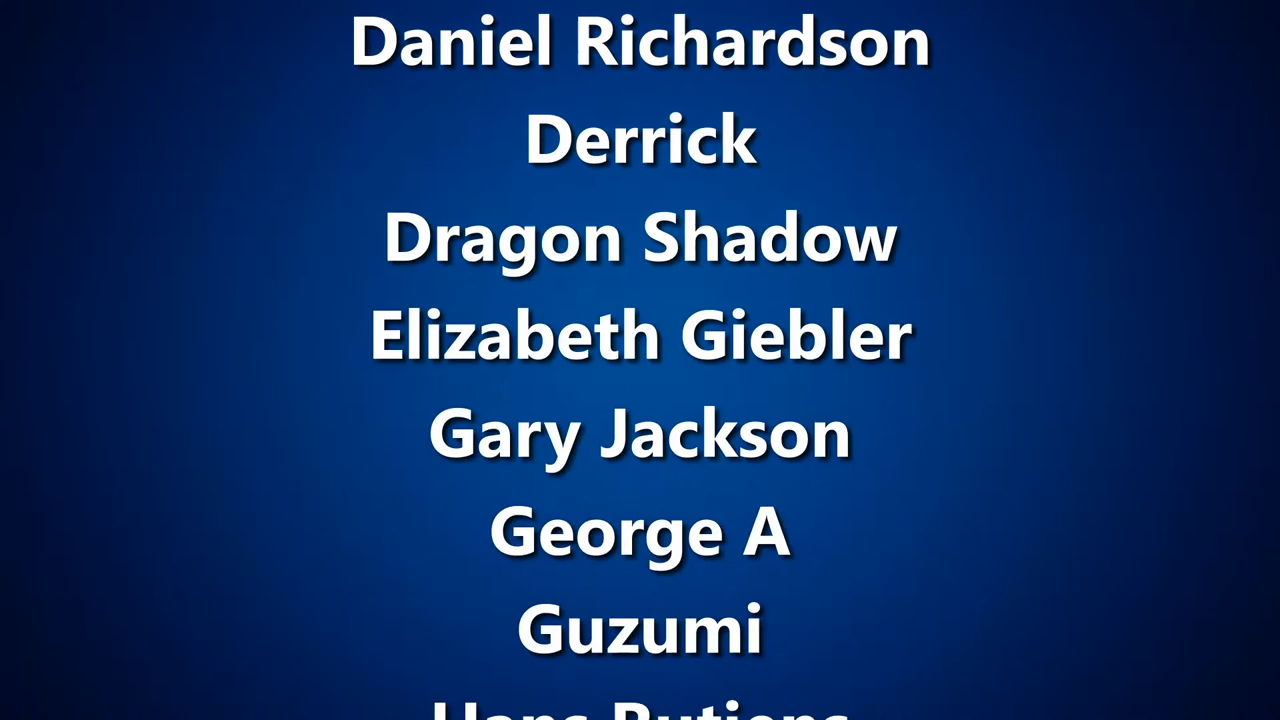 Daniel Richardson
Derrick
Dragon Shadow
Elizabeth Giebler
Gary Jackson
George A
Guzumi